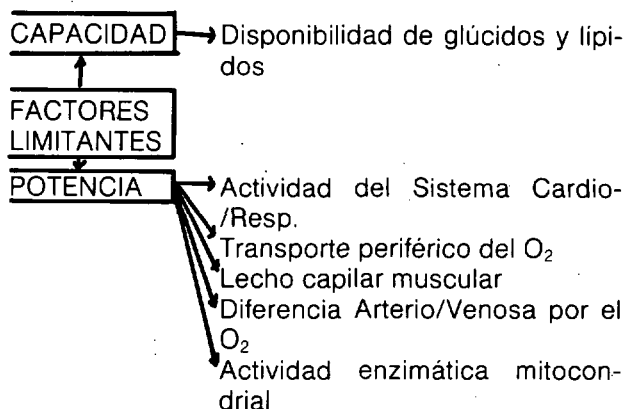 CAPACIDAD Disponibilidad de glúcidos y lípi-
dos
FACTORES
LIMITANTES
POTENCIA Actividad del Sistema Cardio-
/Resp.
Transporte periférico del O₂
Lecho capilar muscular
Diferencia Arterio/Venosa por el
O₂
Actividad enzimática mitocon-
drial